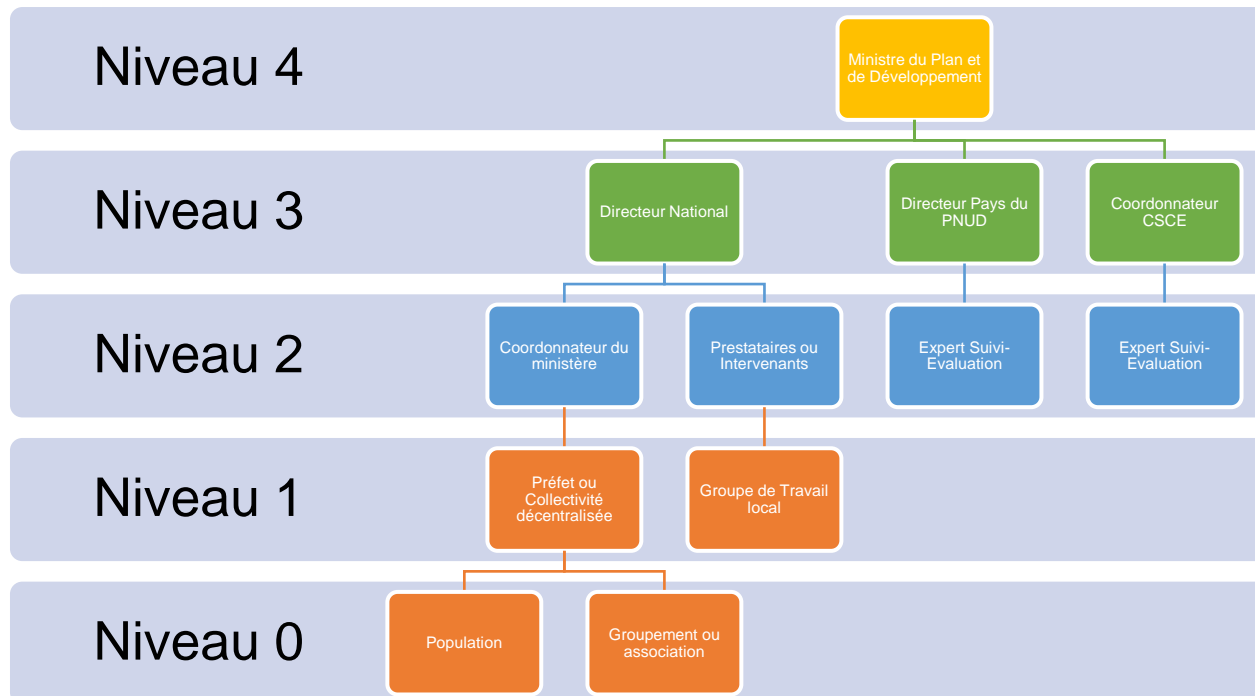 Niveau 4
Ministre du Plan et
de Développement
Niveau 3
Directeur National
Directeur Pays du
PNUD
Coordonnateur
CSCE
Niveau 2
Coordonnateur du
ministère
Prestataires ou
Intervenants
Expert Suivi-
Evaluation
Expert Suivi-
Evaluation
Niveau 1
Préfet ou
Collectivité
décentralisée
Groupe de Travail
local
Niveau 0
Population
Groupement ou
association